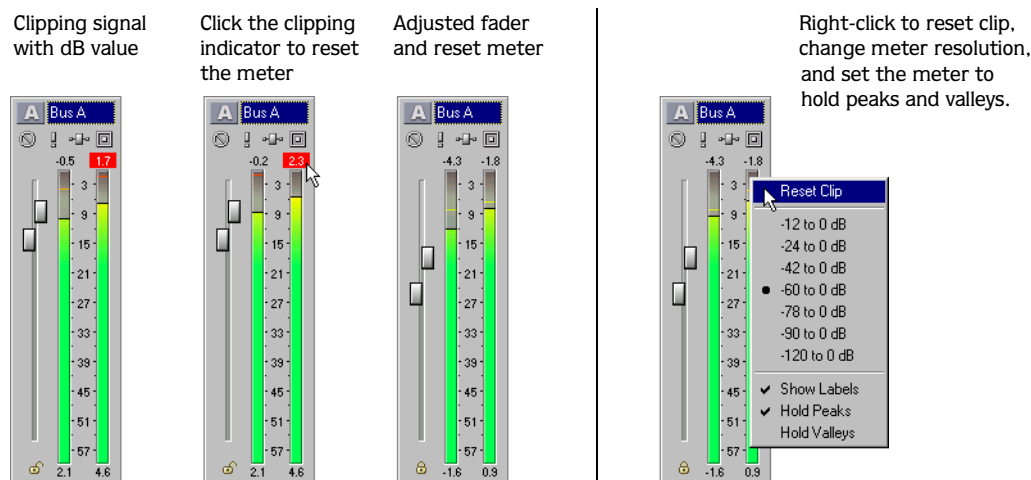 Clipping signal
with dB value
Click the clipping
indicator to reset
the meter
Adjusted fader
and reset meter
Right-click to reset clip,
change meter resolution,
and set the meter to
hold peaks and valleys.
A Bus A
-0.5 1.7
3
9
15
21
27
33
39
45
51
57
2.1 4.6
A Bus A
-0.2 2.3
3
9
15
21
27
33
39
45
51
57
2.1 4.6
A Bus A
-4.3 -1.8
3
9
15
21
27
33
39
45
51
57
-1.6 0.9
A Bus A
-4.3 -1.8
3
9
15
21
27
33
39
45
51
57
-1.6 0.9
Reset Clip
-12 to 0 dB
-24 to 0 dB
-42 to 0 dB
-60 to 0 dB
-78 to 0 dB
-90 to 0 dB
-120 to 0 dB
Show Labels
Hold Peaks
Hold Valleys